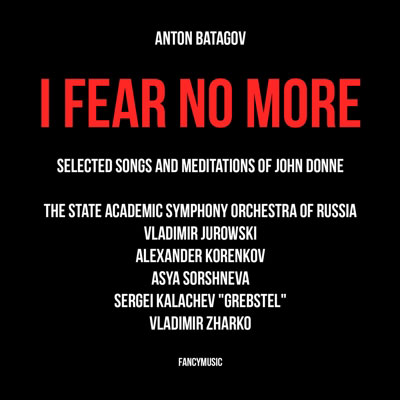 ANTON BATAGOV
I FEAR NO MORE
SELECTED SONGS AND MEDITATIONS OF JOHN DONNE
THE STATE ACADEMIC SYMPHONY ORCHESTRA OF RUSSIA
VLADIMIR JUROWSKI
ALEXANDER KORENKOV
ASYA SORSHNEVA
SERGEI KALACHEV "GREBSTEL"
VLADIMIR ZHARKO
FANCYMUSIC